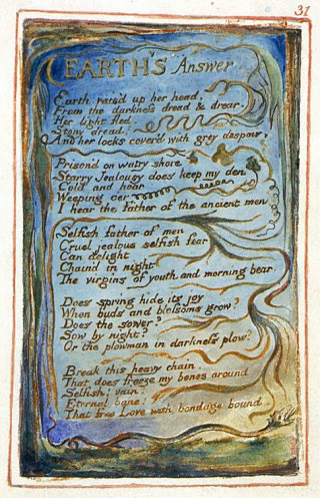 31
EARTH'S Answer
Earth rais'd up her head,
From the darkness dread & drear.
Her light fled:
Stony dread!
And her locks cover'd with grey despair.
Prison'd on watry shore
Starry Jealousy does keep my den
Cold and hoar
Weeping o'er
I hear the Father of the ancient men
Selfish father of men
Cruel jealous selfish fear
Can delight
Chain'd in night
The virgins of youth and morning bear.
Does spring hide its joy
When buds and blossoms grow?
Does the sower?
Sow by night?
Or the plowman in darkness plow?
Break this heavy chain.
That does freeze my bones around
Selfish! vain!
Eternal bane!
That free Love with bondage bound.